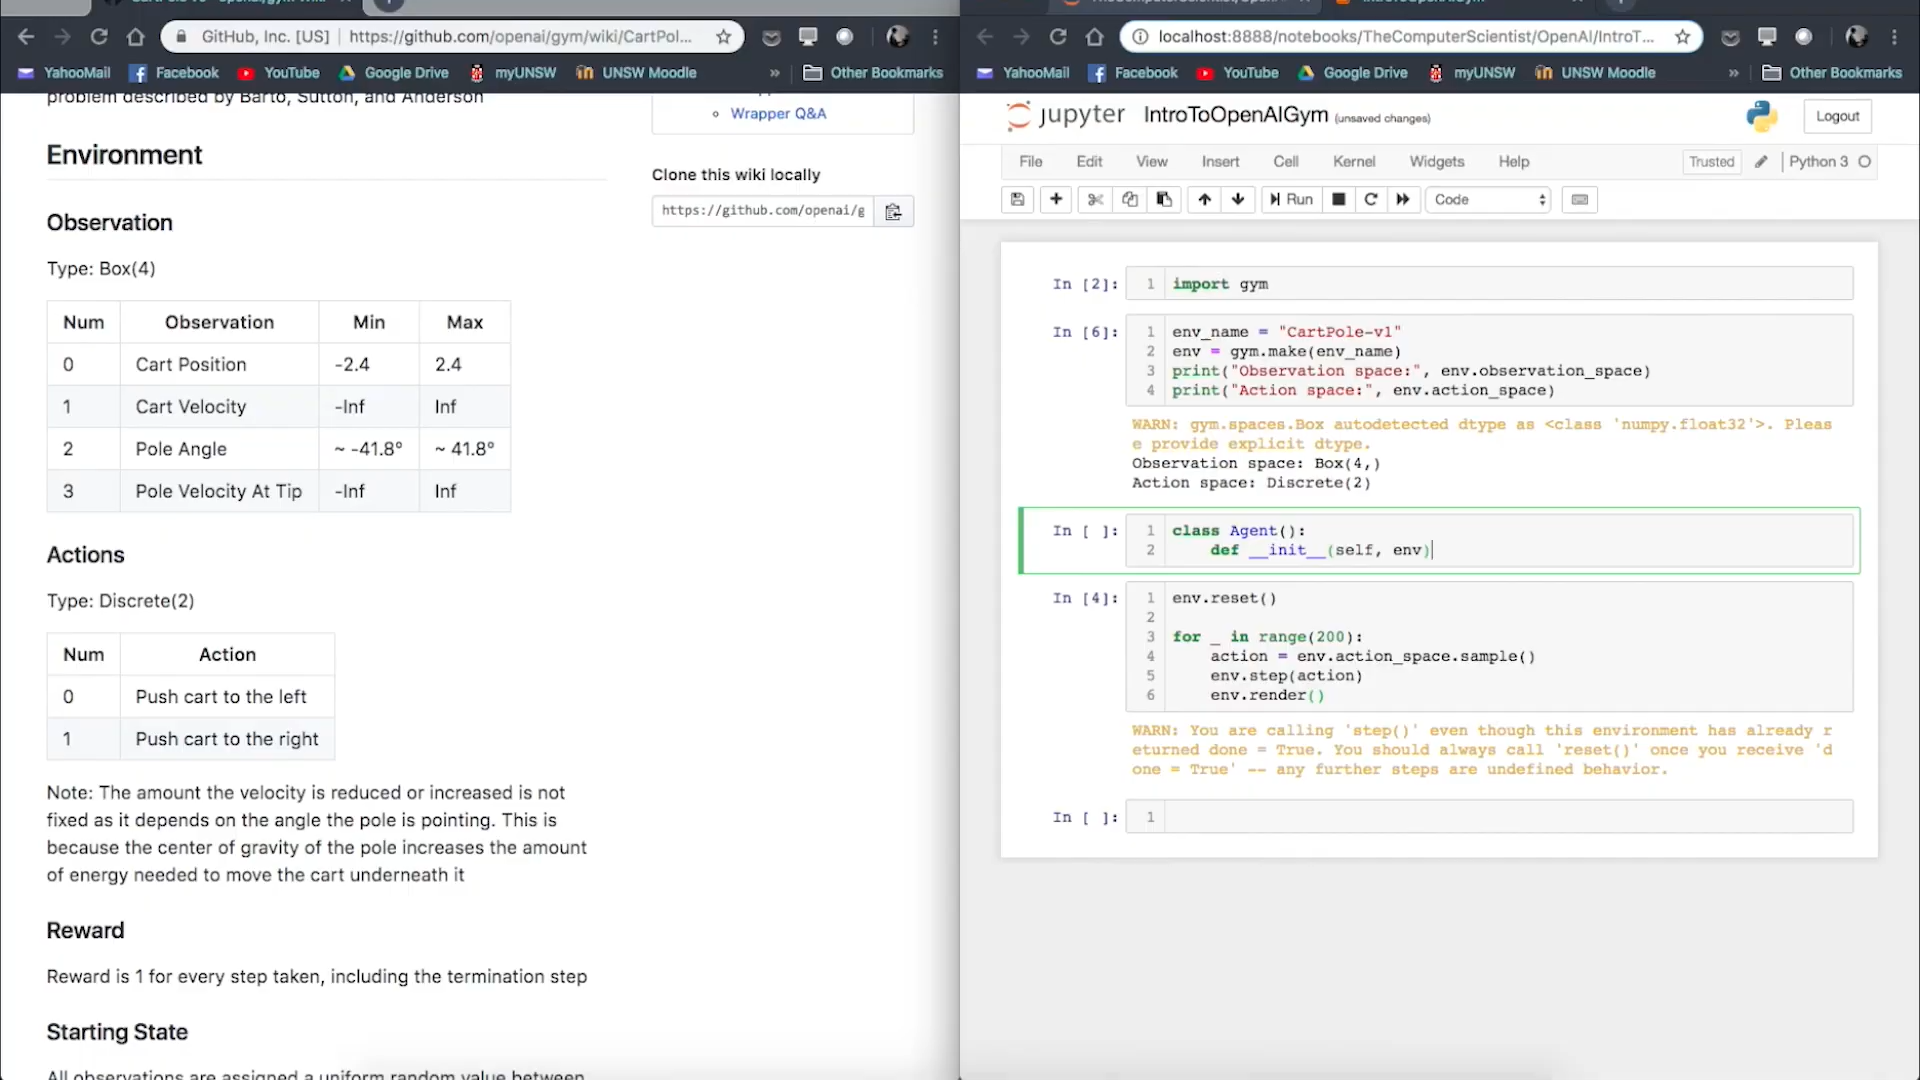 GitHub, Inc. [US] | https://github.com/openai/gym/wiki/CartPol...
YahooMail Facebook YouTube Google Drive myUNSW UNSW Moodle » Other Bookmarks
problem described by Barto, Sutton, and Anderson
Environment
Observation
Type: Box(4)
Num Observation Min Max
0 Cart Position -2.4 2.4
1 Cart Velocity -Inf Inf
2 Pole Angle ~ -41.8° ~ 41.8°
3 Pole Velocity At Tip -Inf Inf
Actions
Type: Discrete(2)
Num Action
0 Push cart to the left
1 Push cart to the right
Note: The amount the velocity is reduced or increased is not
fixed as it depends on the angle the pole is pointing. This is
because the center of gravity of the pole increases the amount
of energy needed to move the cart underneath it
Reward
Reward is 1 for every step taken, including the termination step
Starting State
All observations are assigned a uniform random value between
Wrapper Q&A
Clone this wiki locally
https://github.com/openai/g
localhost:8888/notebooks/TheComputerScientist/OpenAI/IntroT...
YahooMail Facebook YouTube Google Drive myUNSW UNSW Moodle » Other Bookmarks
jupyter IntroToOpenAIGym (unsaved changes)
Logout
File Edit View Insert Cell Kernel Widgets Help
Trusted Python 3
Run Code
In [2]:
1 import gym
In [6]:
1 env_name = "CartPole-v1"
2 env = gym.make(env_name)
3 print("Observation space:", env.observation_space)
4 print("Action space:", env.action_space)
WARN: gym.spaces.Box autodetected dtype as <class 'numpy.float32'>. Pleas
e provide explicit dtype.
Observation space: Box(4,)
Action space: Discrete(2)
In [ ]:
1 class Agent():
2 def __init__(self, env)
In [4]:
1 env.reset()
2
3 for _ in range(200):
4 action = env.action_space.sample()
5 env.step(action)
6 env.render()
WARN: You are calling 'step()' even though this environment has already r
eturned done = True. You should always call 'reset()' once you receive 'd
one = True' -- any further steps are undefined behavior.
In [ ]:
1